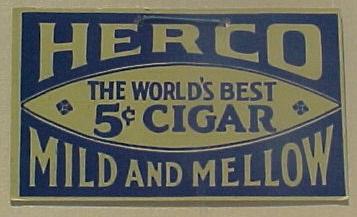 HERCO
THE WORLD'S BEST
5¢ CIGAR
MILD AND MELLOW